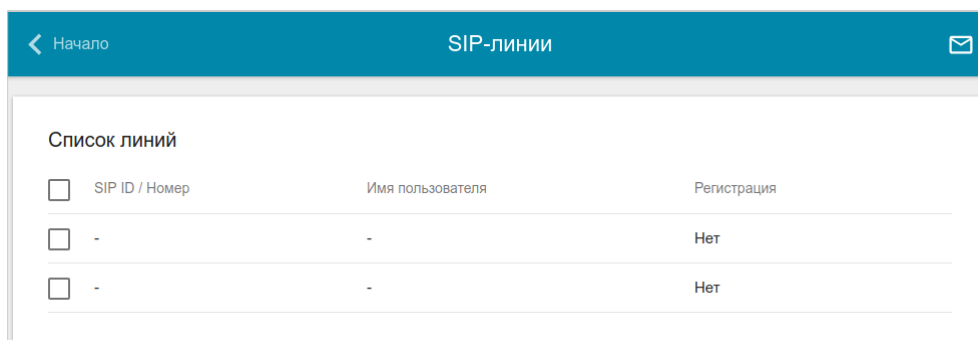 Начало
SIP-линии
Список линий
SIP ID / Номер Имя пользователя Регистрация
- - Нет
- - Нет